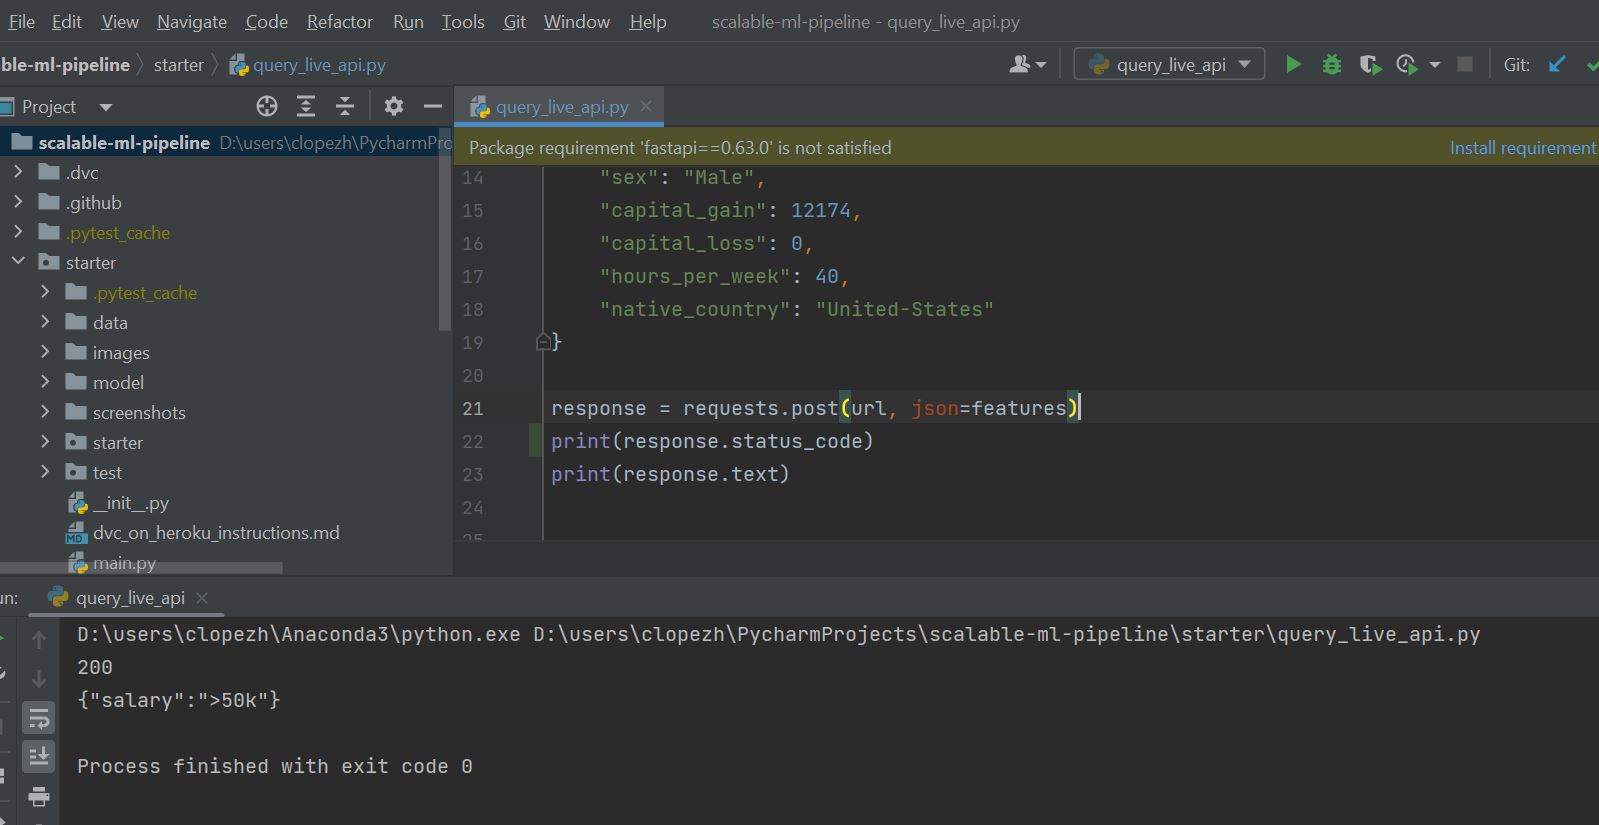 File Edit View Navigate Code Refactor Run Tools Git Window Help scalable-ml-pipeline - query_live_api.py
ble-ml-pipeline starter query_live_api.py query_live_api Git:
Project query_live_api.py
scalable-ml-pipeline D:\users\clopezh\PycharmPro
Package requirement 'fastapi==0.63.0' is not satisfied Install requirement
.dvc
.github
.pytest_cache
starter
.pytest_cache
data
images
model
screenshots
starter
test
__init__.py
dvc_on_heroku_instructions.md
main.py
14 "sex": "Male",
15 "capital_gain": 12174,
16 "capital_loss": 0,
17 "hours_per_week": 40,
18 "native_country": "United-States"
19 }
20
21 response = requests.post(url, json=features)
22 print(response.status_code)
23 print(response.text)
24
25
un: query_live_api
D:\users\clopezh\Anaconda3\python.exe D:\users\clopezh\PycharmProjects\scalable-ml-pipeline\starter\query_live_api.py
200
{"salary":">50k"}
Process finished with exit code 0